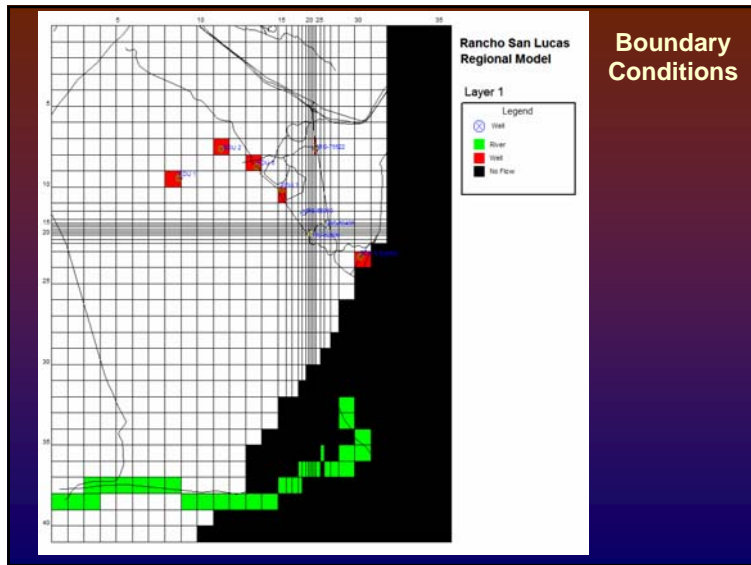 Boundary
Conditions
Rancho San Lucas
Regional Model
Layer 1
Legend
Well
River
Well
No Flow
5
10
15
20
25
30
35
5
10
15
20
25
30
35
40